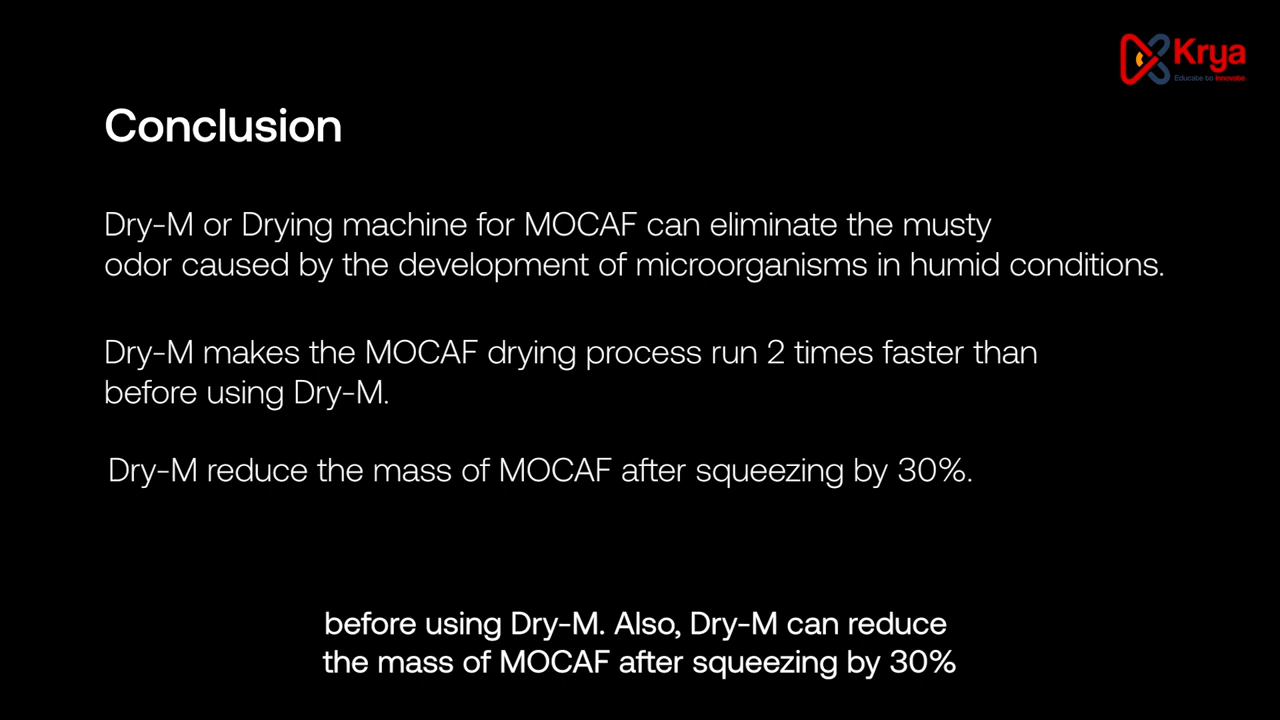 Krya
Educate to Innovate
Conclusion
Dry-M or Drying machine for MOCAF can eliminate the musty
odor caused by the development of microorganisms in humid conditions.
Dry-M makes the MOCAF drying process run 2 times faster than
before using Dry-M.
Dry-M reduce the mass of MOCAF after squeezing by 30%.
before using Dry-M. Also, Dry-M can reduce
the mass of MOCAF after squeezing by 30%